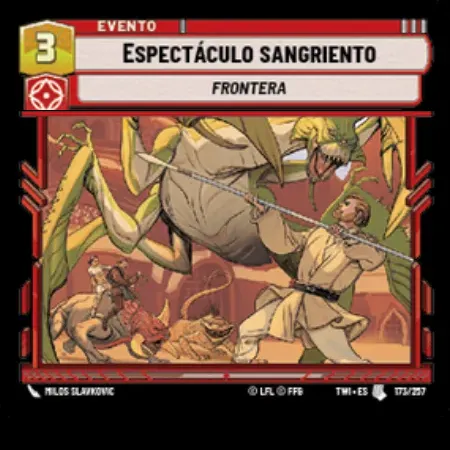 EVENTO
3
ESPECTÁCULO SANGRIENTO
FRONTERA
MILOS SLAVKOVIC
© LFL © FFG
TWI • ES
173/257